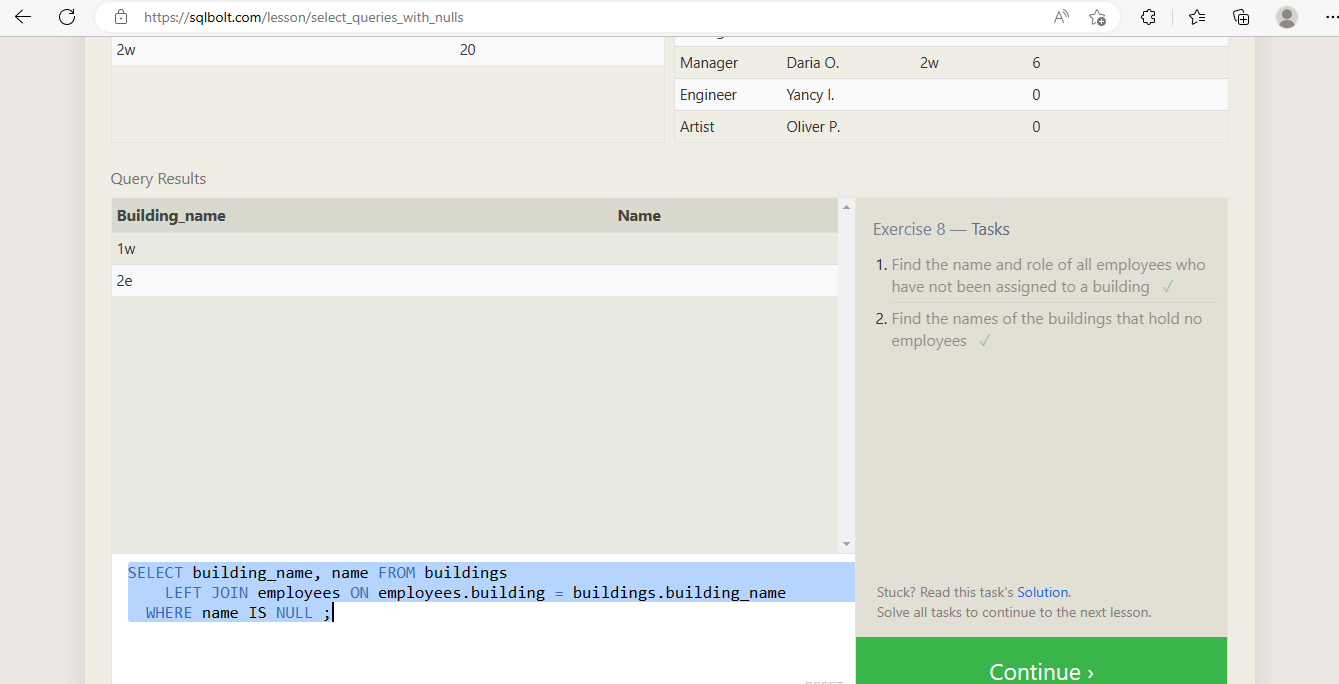 https://sqlbolt.com/lesson/select_queries_with_nulls
2w 20
Manager Daria O. 2w 6
Engineer Yancy I. 0
Artist Oliver P. 0
Query Results
Building_name Name
1w
2e
Exercise 8 — Tasks
1. Find the name and role of all employees who
have not been assigned to a building ✓
2. Find the names of the buildings that hold no
employees ✓
SELECT building_name, name FROM buildings
LEFT JOIN employees ON employees.building = buildings.building_name
WHERE name IS NULL ;
Stuck? Read this task's Solution.
Solve all tasks to continue to the next lesson.
Continue ›